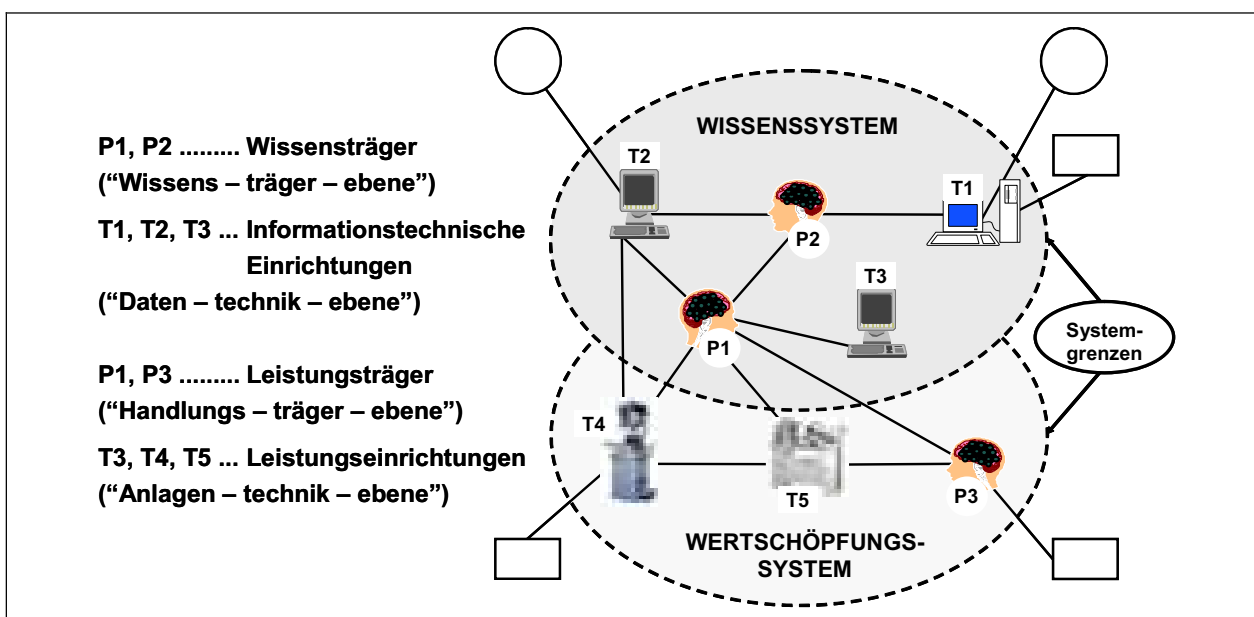 P1, P2 ......... Wissensträger
(“Wissens – träger – ebene”)
T1, T2, T3 ... Informationstechnische
Einrichtungen
(“Daten – technik – ebene”)
P1, P3 ......... Leistungsträger
(“Handlungs – träger – ebene”)
T3, T4, T5 ... Leistungseinrichtungen
(“Anlagen – technik – ebene”)
WISSENSSYSTEM
T2
T1
P2
T3
P1
System-
grenzen
T4
T5
P3
WERTSCHÖPFUNGS-
SYSTEM